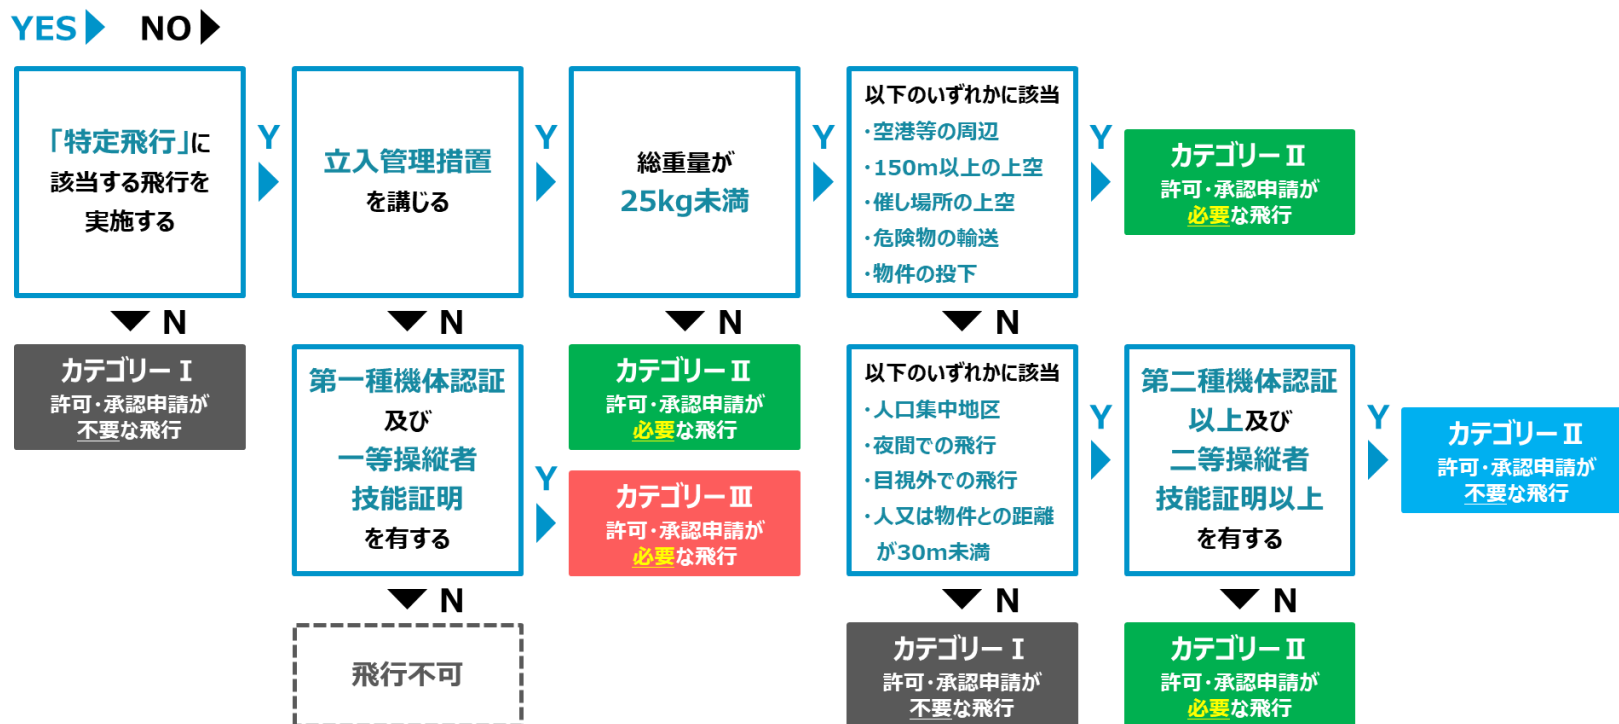 YES NO
「特定飛行」に
該当する飛行を
実施する
Y
立入管理措置
を講じる
Y
総重量が
25kg未満
Y
以下のいずれかに該当
・空港等の周辺
・150m以上の上空
・催し場所の上空
・危険物の輸送
・物件の投下
Y
カテゴリーⅡ
許可・承認申請が
必要な飛行
N
N
N
N
カテゴリーⅠ
許可・承認申請が
不要な飛行
第一種機体認証
及び
一等操縦者
技能証明
を有する
カテゴリーⅡ
許可・承認申請が
必要な飛行
Y
カテゴリーⅢ
許可・承認申請が
必要な飛行
以下のいずれかに該当
・人口集中地区
・夜間での飛行
・目視外での飛行
・人又は物件との距離
が30m未満
Y
第二種機体認証
以上及び
二等操縦者
技能証明以上
を有する
Y
カテゴリーⅡ
許可・承認申請が
不要な飛行
N
N
N
飛行不可
カテゴリーⅠ
許可・承認申請が
不要な飛行
カテゴリーⅡ
許可・承認申請が
必要な飛行